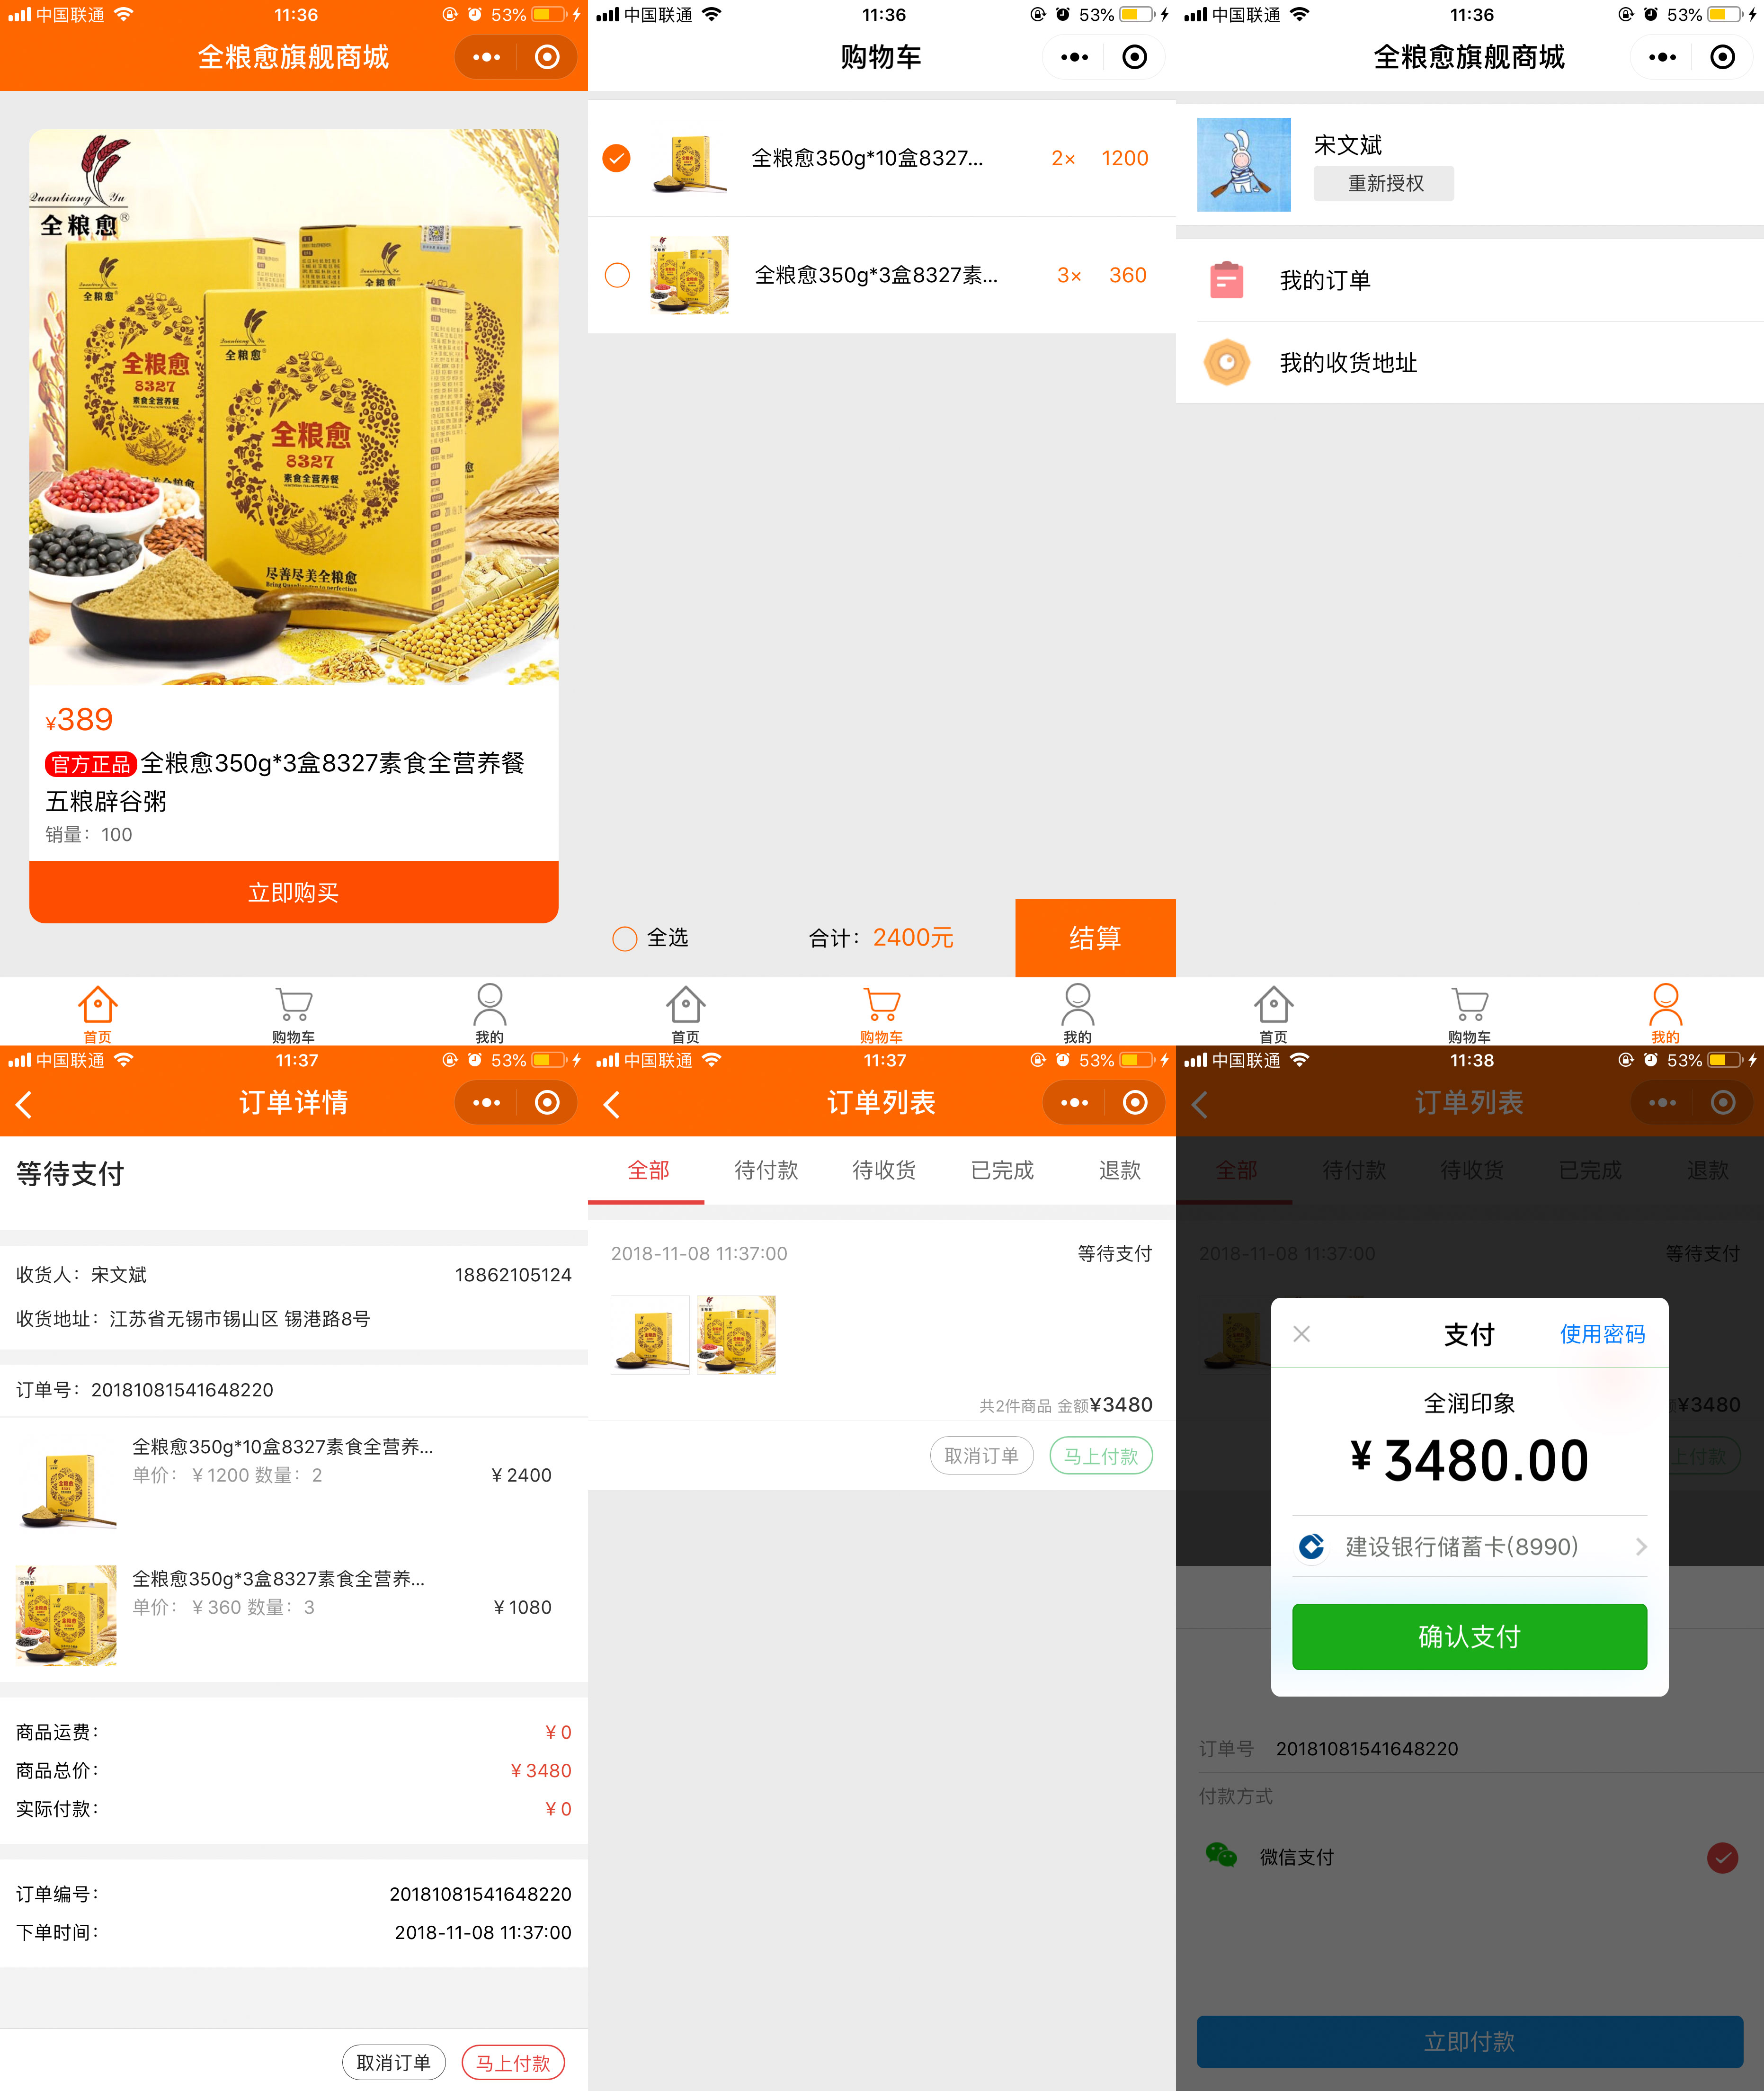 中国联通 11:36 53%
全粮愈旗舰商城
Quanliang Yu
全粮愈®
全粮愈
8327
素食全营养餐
全粮愈
全粮愈
8327
素食全营养餐
尽善尽美全粮愈
¥389
官方正品 全粮愈350g*3盒8327素食全营养餐
五粮辟谷粥
销量：100
立即购买
首页 购物车 我的
中国联通 11:36 53%
购物车
全粮愈350g*10盒8327... 2× 1200
全粮愈350g*3盒8327素... 3× 360
全选 合计：2400元 结算
首页 购物车 我的
中国联通 11:36 53%
全粮愈旗舰商城
宋文斌
重新授权
我的订单
我的收货地址
首页 购物车 我的
中国联通 11:37 53%
订单详情
等待支付
收货人：宋文斌 18862105124
收货地址：江苏省无锡市锡山区 锡港路8号
订单号：20181081541648220
全粮愈350g*10盒8327素食全营养...
单价：￥1200 数量：2 ￥2400
全粮愈350g*3盒8327素食全营养...
单价：￥360 数量：3 ￥1080
商品运费： ￥0
商品总价： ￥3480
实际付款： ￥0
订单编号： 20181081541648220
下单时间： 2018-11-08 11:37:00
取消订单 马上付款
中国联通 11:37 53%
订单列表
全部 待付款 待收货 已完成 退款
2018-11-08 11:37:00 等待支付
共2件商品 金额¥3480
取消订单 马上付款
中国联通 11:38 53%
订单列表
全部 待付款 待收货 已完成 退款
2018-11-08 11:37:00 等待支付
支付 使用密码
全润印象
¥3480.00
¥3480
上付款
建设银行储蓄卡(8990)
确认支付
订单号 20181081541648220
付款方式
微信支付
立即付款